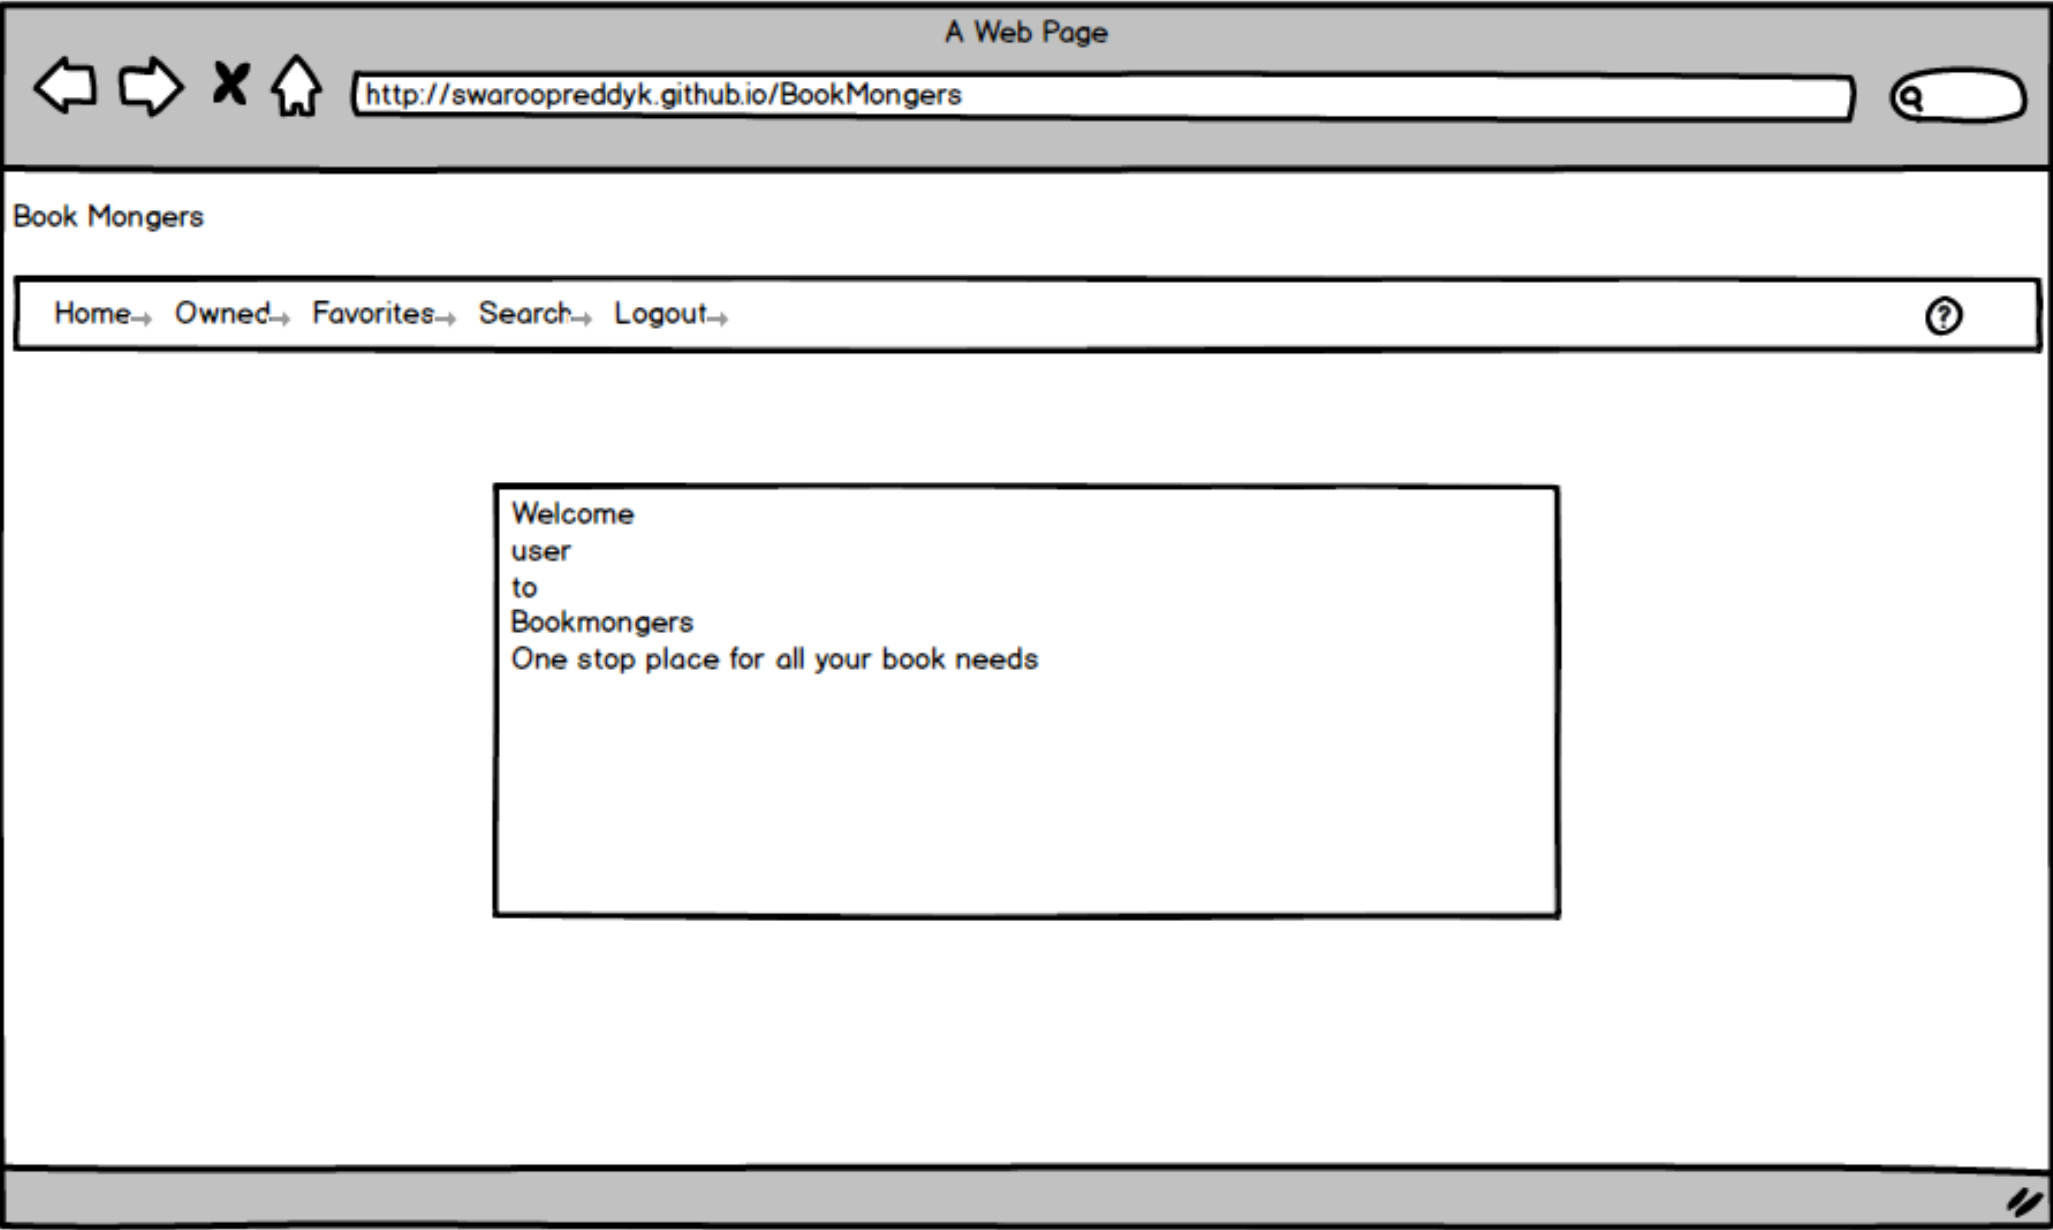 A Web Page
http://swaroopreddyk.github.io/BookMongers
Book Mongers
Home Owned Favorites Search Logout ?
Welcome
user
to
Bookmongers
One stop place for all your book needs